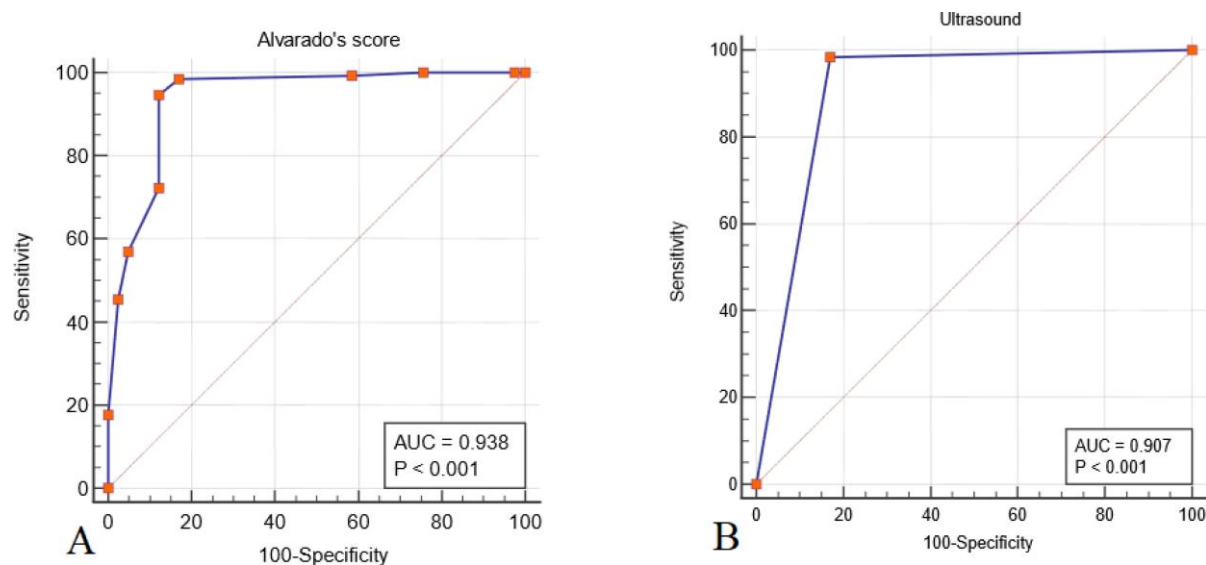 Alvarado's score
100
80
60
40
20
0
Sensitivity
0
20
40
60
80
100
100-Specificity
AUC = 0.938
P < 0.001
A
Ultrasound
100
80
60
40
20
0
Sensitivity
0
20
40
60
80
100
100-Specificity
AUC = 0.907
P < 0.001
B